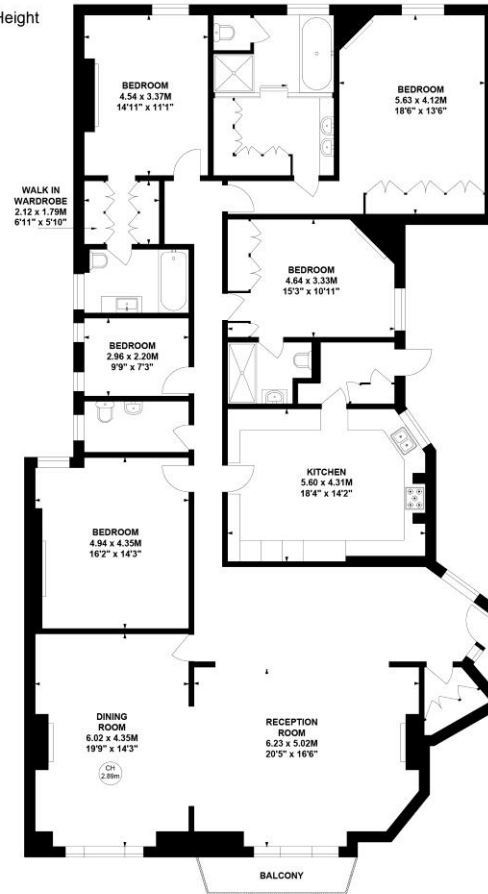 Height
BEDROOM
4.54 x 3.37M
14'11" x 11'1"
BEDROOM
5.63 x 4.12M
18'6" x 13'6"
WALK IN
WARDROBE
2.12 x 1.79M
6'11" x 5'10"
BEDROOM
4.64 x 3.33M
15'3" x 10'11"
BEDROOM
2.96 x 2.20M
9'9" x 7'3"
KITCHEN
5.60 x 4.31M
18'4" x 14'2"
BEDROOM
4.94 x 4.35M
16'2" x 14'3"
DINING
ROOM
6.02 x 4.35M
19'9" x 14'3"
CH
2.89m
RECEPTION
ROOM
6.23 x 5.02M
20'5" x 16'6"
BALCONY